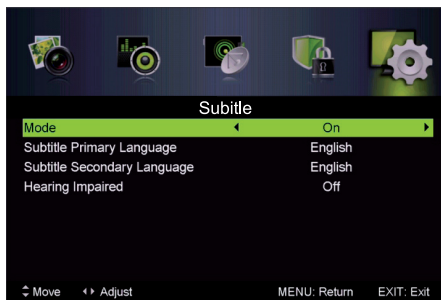 Subitle
Mode On
Subtitle Primary Language English
Subtitle Secondary Language English
Hearing Impaired Off
Move Adjust MENU: Return EXIT: Exit